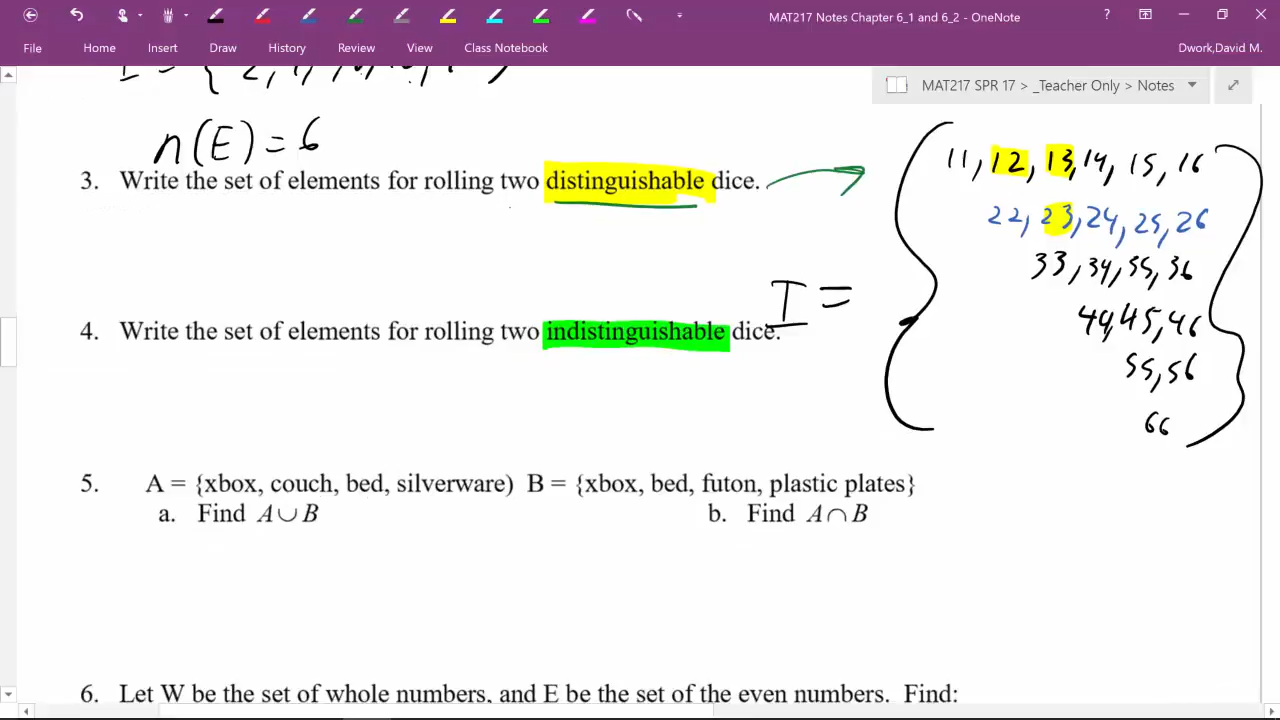 MAT217 Notes Chapter 6_1 and 6_2 - OneNote
?
File Home Insert Draw History Review View Class Notebook
Dwork,David M.
MAT217 SPR 17 > _Teacher Only > Notes
n(E) = 6
3. Write the set of elements for rolling two distinguishable dice.
11, 12, 13, 14, 15, 16
22, 23, 24, 25, 26
33, 34, 35, 36
I =
44, 45, 46
4. Write the set of elements for rolling two indistinguishable dice.
55, 56
66
5. A = {xbox, couch, bed, silverware) B = {xbox, bed, futon, plastic plates}
a. Find A∪B b. Find A∩B
6. Let W be the set of whole numbers, and E be the set of the even numbers. Find: